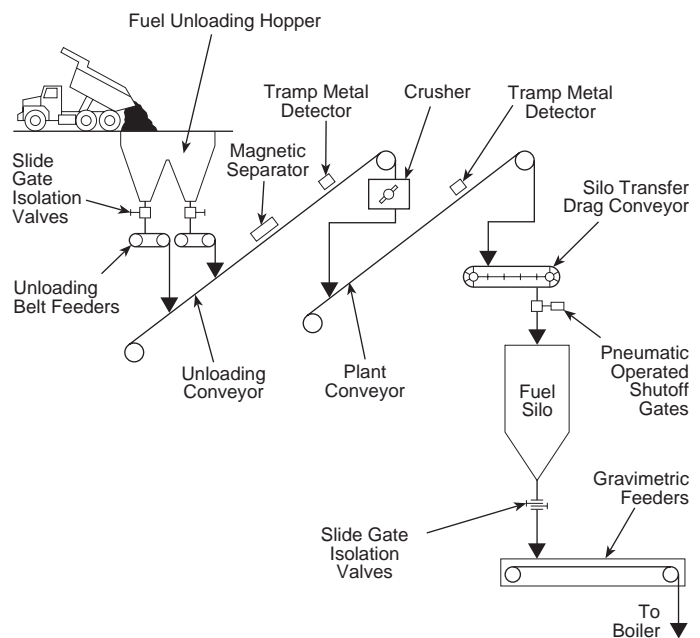 Fuel Unloading Hopper
Tramp Metal
Detector
Crusher
Tramp Metal
Detector
Slide
Gate
Isolation
Valves
Magnetic
Separator
Silo Transfer
Drag Conveyor
Unloading
Belt Feeders
Unloading
Conveyor
Plant
Conveyor
Pneumatic
Operated
Shutoff
Gates
Fuel
Silo
Gravimetric
Feeders
Slide Gate
Isolation
Valves
To
Boiler